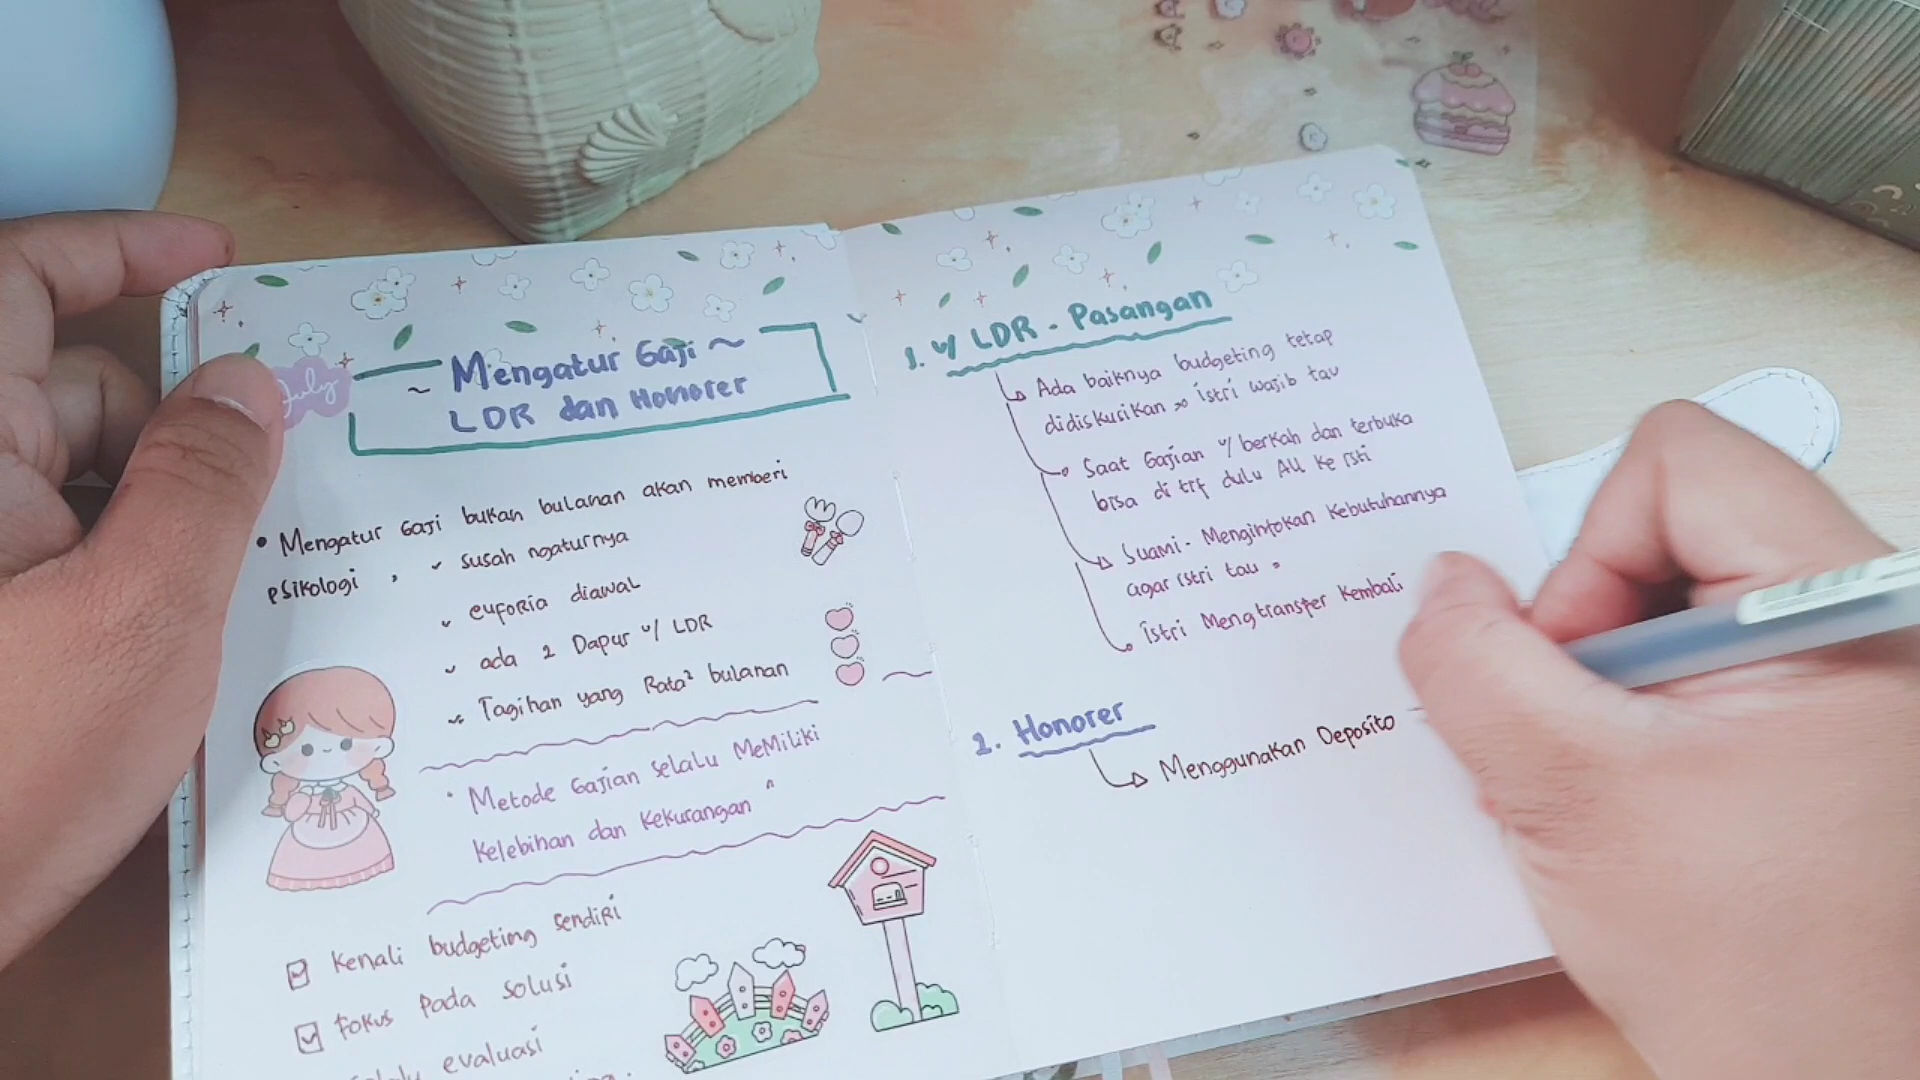 July
~ Mengatur Gaji ~
LDR dan Honorer
• Mengatur Gaji bukan bulanan akan memberi
psikologi,
susah ngaturnya
euforia diawal
ada 2 Dapur w/ LDR
Tagihan yang Rata² bulanan
Metode Gajian selalu MeMiliki
Kelebihan dan Kekurangan
Kenali budgeting sendiri
fokus pada solusi
evaluasi
1. w/ LDR - Pasangan
Ada baiknya budgeting tetap
didiskusikan istri wajib tau
Saat Gajian w/ berkah dan terbuka
bisa di trf dulu All ke isti
Suami - Menginfokan Kebutuhannya
agar istri tau
istri Mengtransfer Kembali
2. Honorer
Menggunakan Deposito